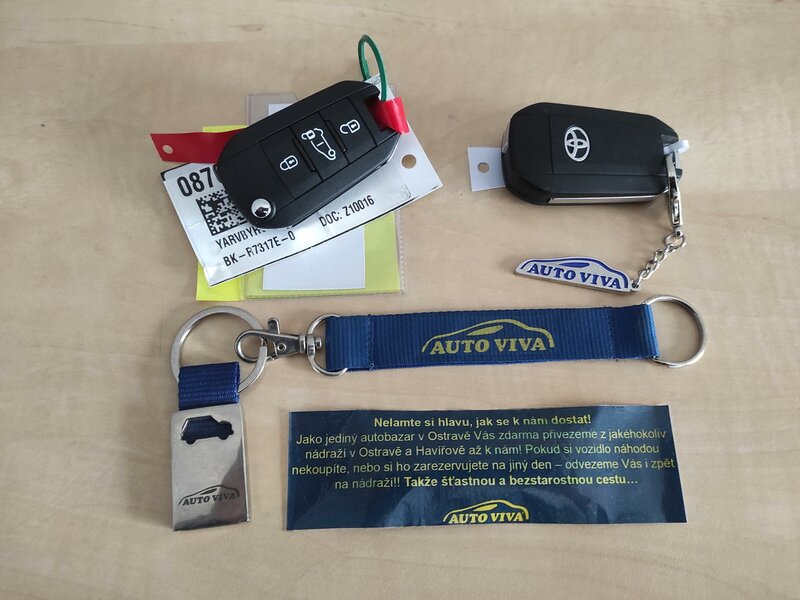 087
YARVBYH
BK-R7317E-0 DOC: Z10016
AUTO VIVA
AUTO VIVA
AUTO VIVA
Nelamte si hlavu, jak se k nám dostat!
Jako jediný autobazar v Ostravě Vás zdarma přivezeme z jakéhokoliv
nádraží v Ostravě a Havířově až k nám! Pokud si vozidlo náhodou
nekoupíte, nebo si ho zarezervujete na jiný den – odvezeme Vás i zpět
na nádraží!! Takže šťastnou a bezstarostnou cestu...
AUTO VIVA